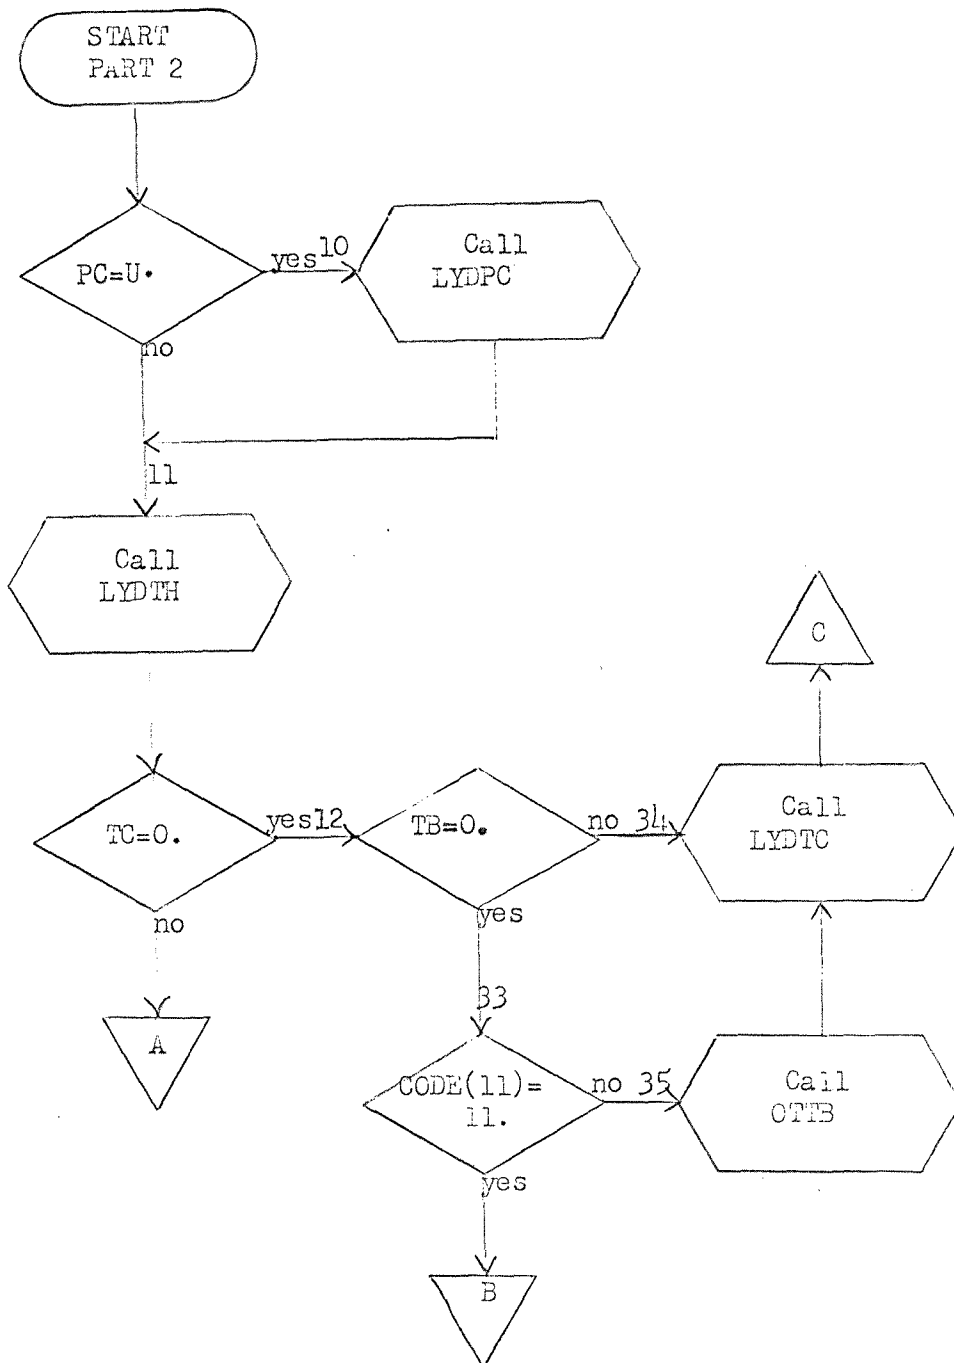 START
PART 2
PC=U.
yes 10
Call
LYDPC
no
11
Call
LYDTH
C
TC=0.
yes 12
TB=0.
no 34
Call
LYDTC
no
yes
33
A
CODE(11)=
11.
no 35
Call
OTTB
yes
B